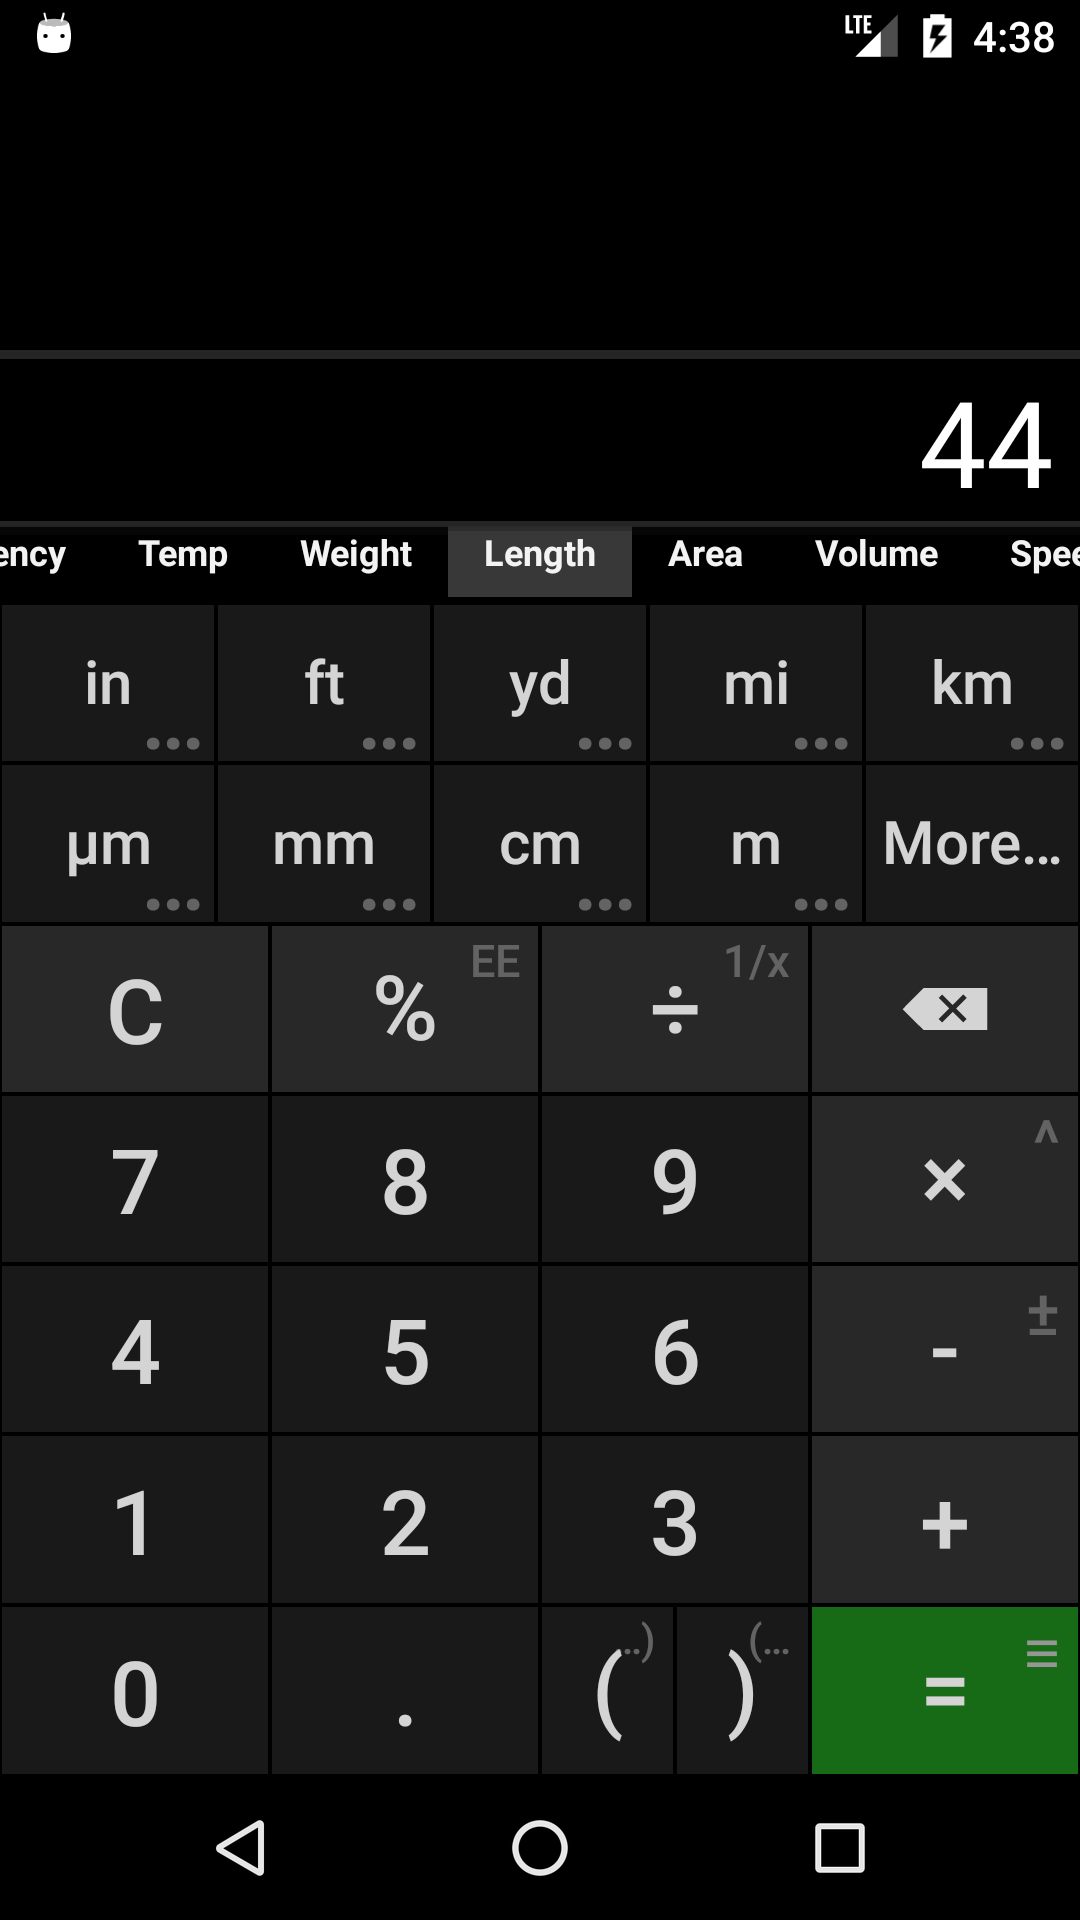 LTE 4:38
44
ency Temp Weight Length Area Volume Spee
in ft yd mi km
µm mm cm m More...
C % EE ÷ 1/x
7 8 9 × ^
4 5 6 - ±
1 2 3 +
0 . ( ..) ) (... =